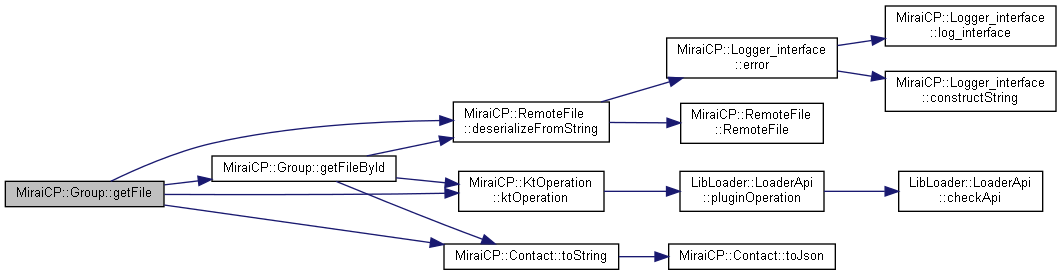 MiraiCP::Group::getFile
MiraiCP::Group::getFileById
MiraiCP::RemoteFile
::deserializeFromString
MiraiCP::KtOperation
::ktOperation
MiraiCP::Contact::toString
MiraiCP::Logger_interface
::error
MiraiCP::RemoteFile
::RemoteFile
LibLoader::LoaderApi
::pluginOperation
MiraiCP::Contact::toJson
MiraiCP::Logger_interface
::log_interface
MiraiCP::Logger_interface
::constructString
LibLoader::LoaderApi
::checkApi